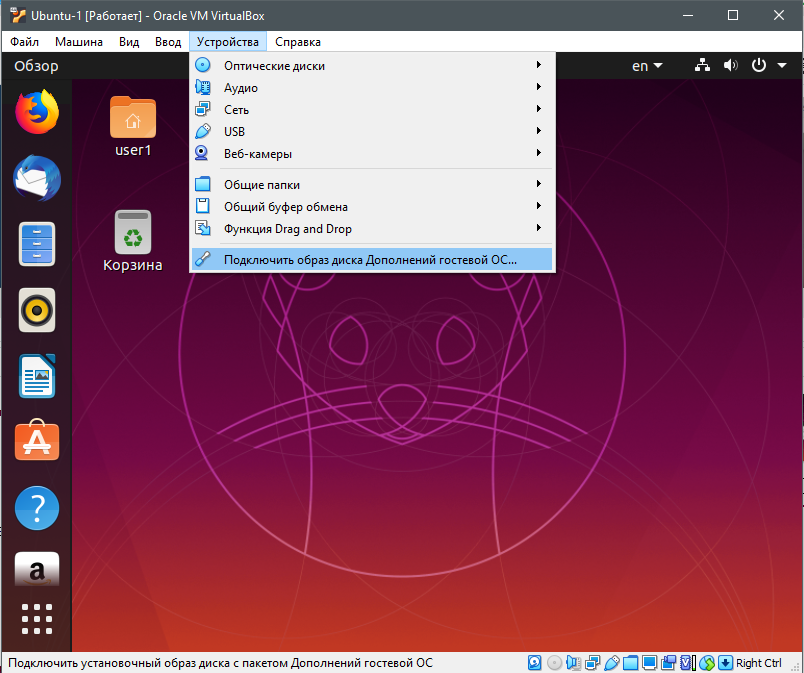 Ubuntu-1 [Работает] - Oracle VM VirtualBox
Файл Машина Вид Ввод Устройства Справка
Обзор
en
Оптические диски
Аудио
Сеть
USB
Веб-камеры
Общие папки
Общий буфер обмена
Функция Drag and Drop
Подключить образ диска Дополнений гостевой ОС...
user1
Корзина
?
a
Подключить установочный образ диска с пакетом Дополнений гостевой ОС
Right Ctrl